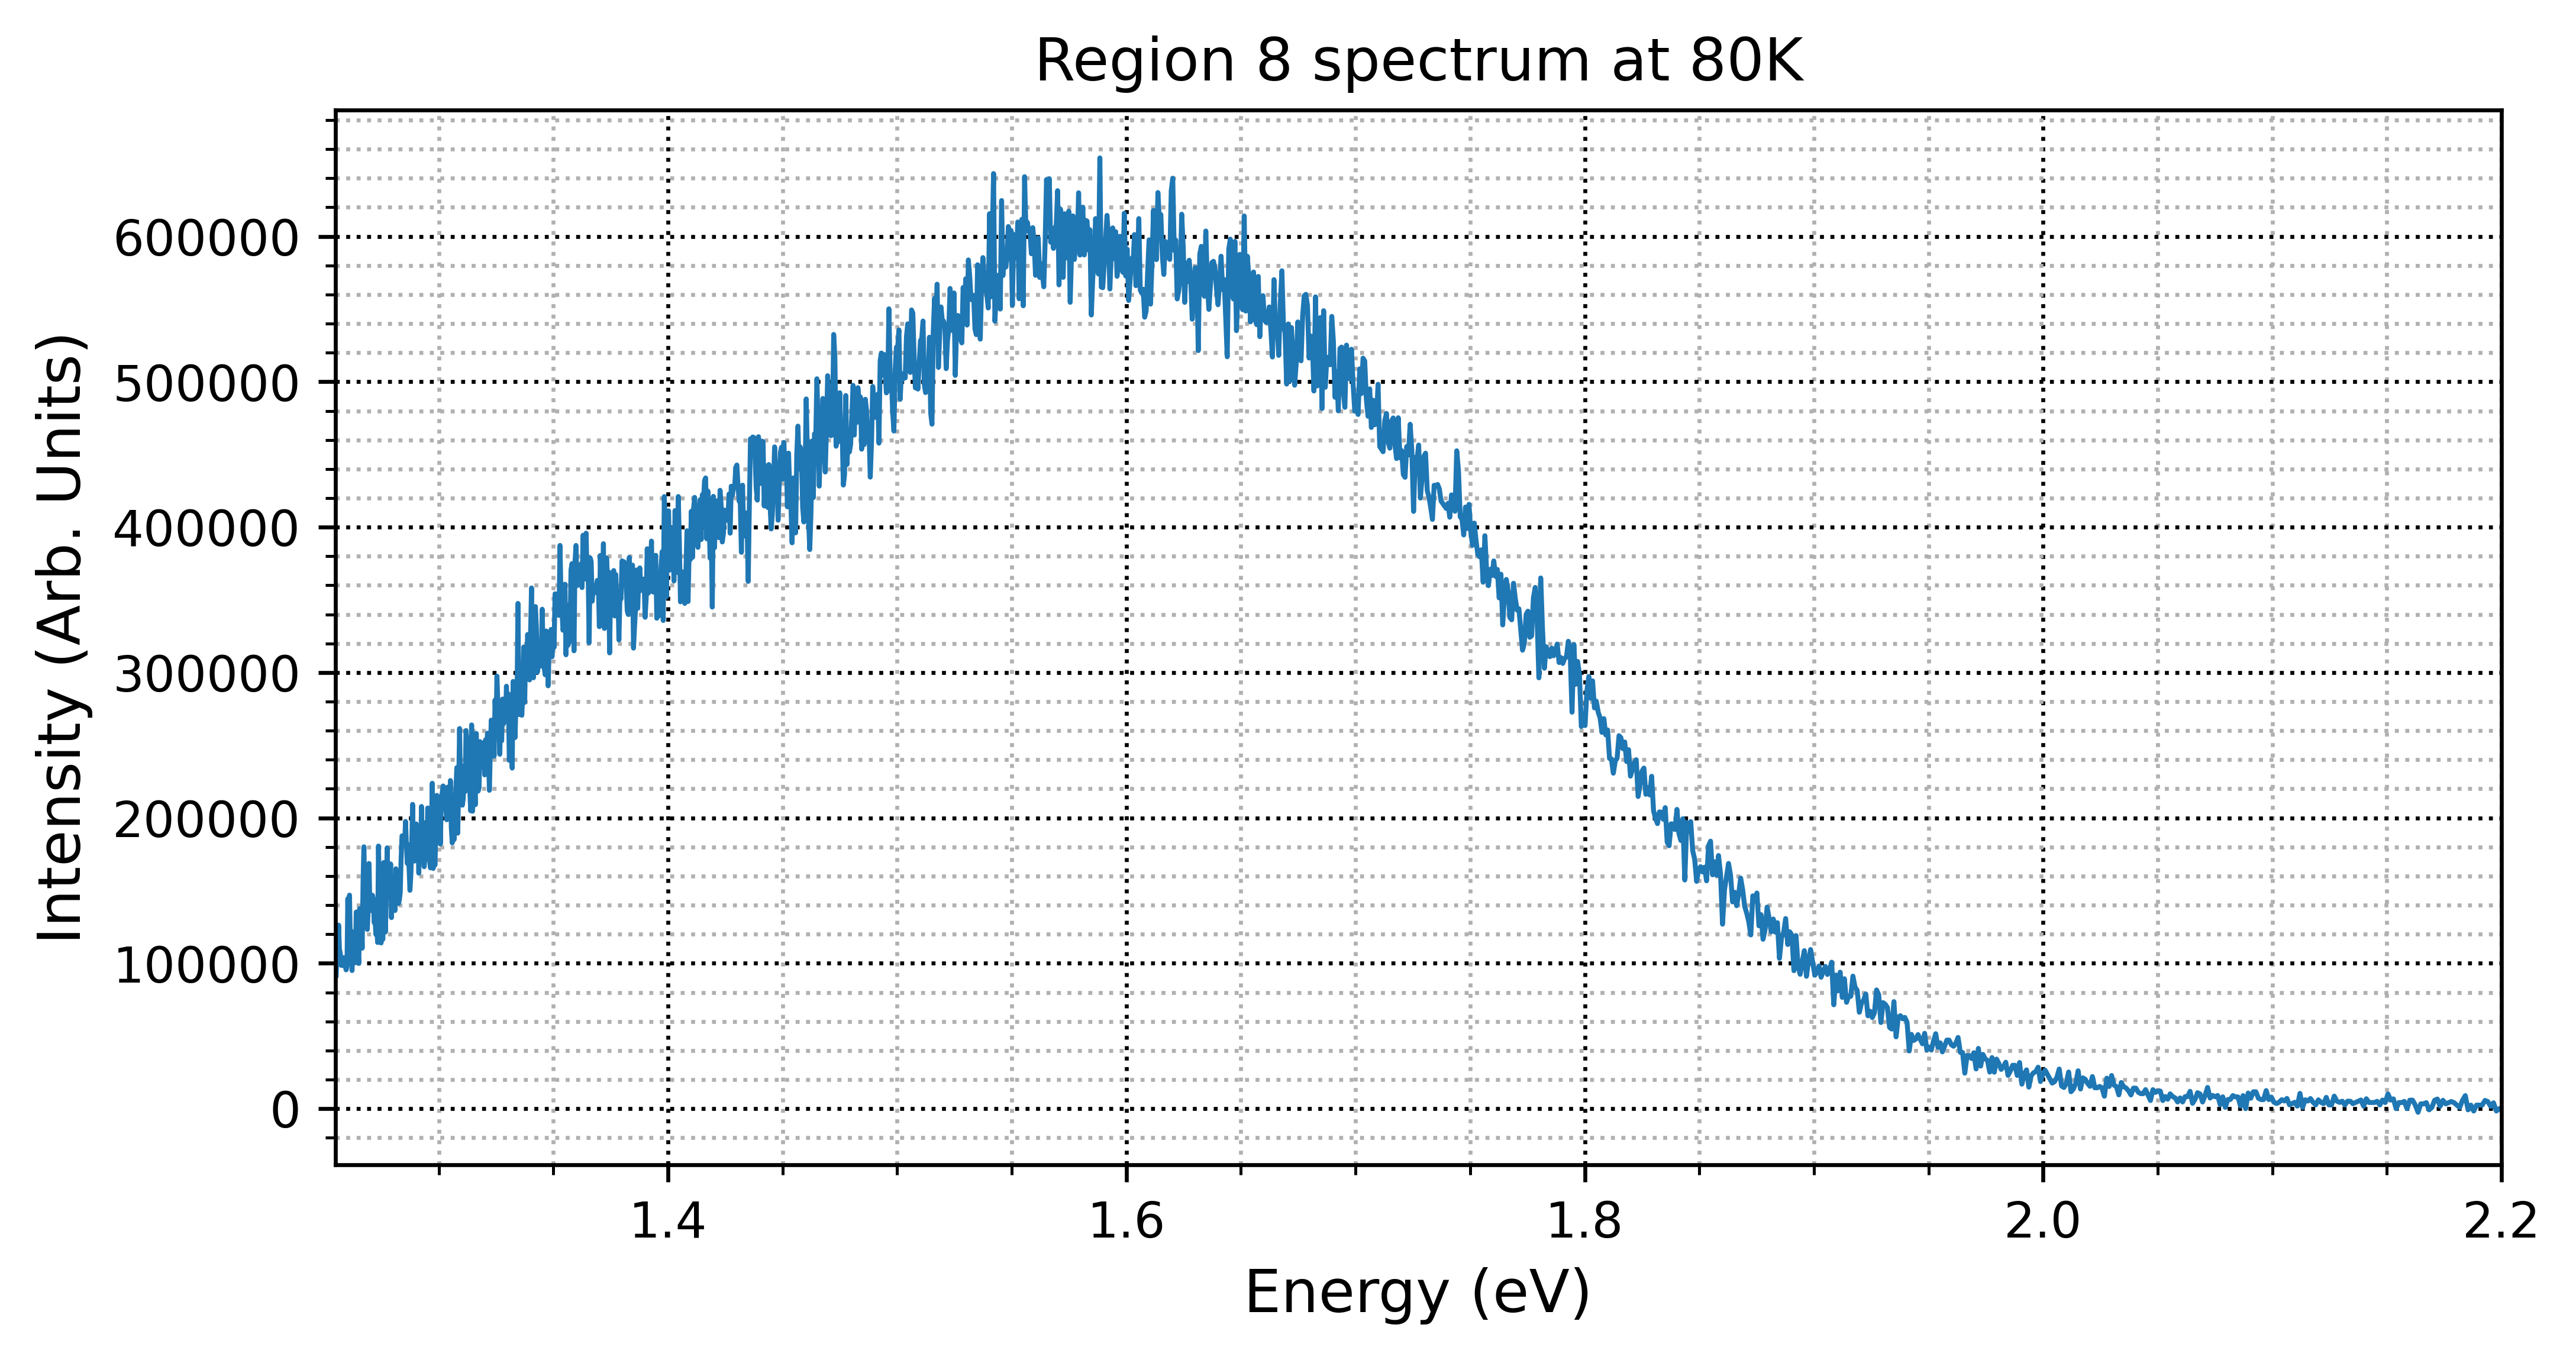 Region 8 spectrum at 80K
Intensity (Arb. Units)
600000
500000
400000
300000
200000
100000
0
1.4 1.6 1.8 2.0 2.2
Energy (eV)